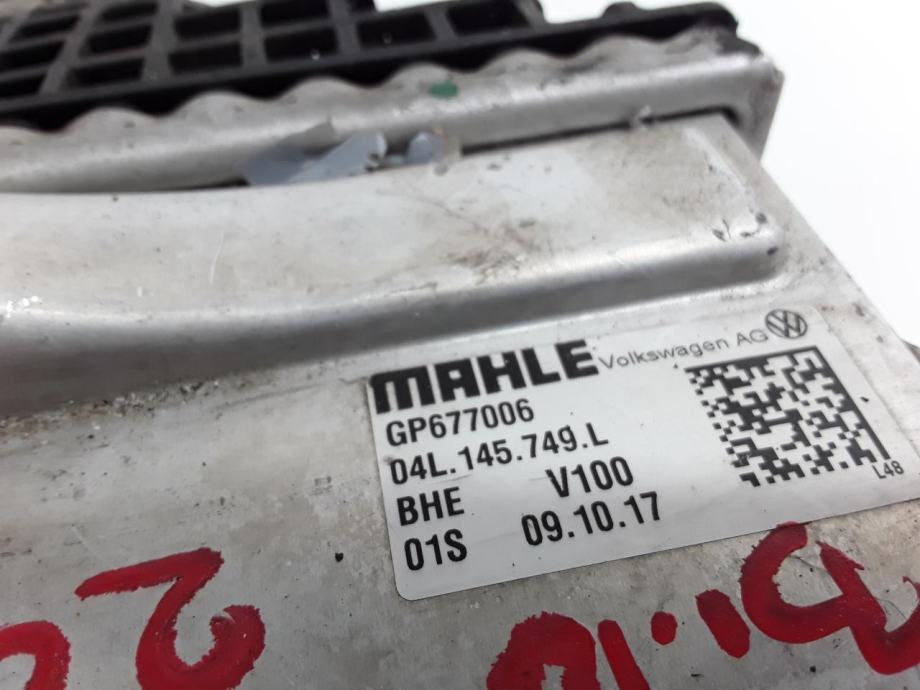 MAHLE Volkswagen AG
GP677006
04L.145.749.L
BHE V100
01S 09.10.17
L48